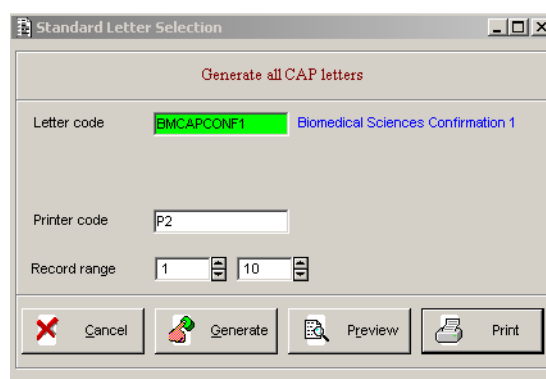 Standard Letter Selection
Generate all CAP letters
Letter code BMCAPCONF1 Biomedical Sciences Confirmation 1
Printer code P2
Record range 1 10
Cancel Generate Preview Print